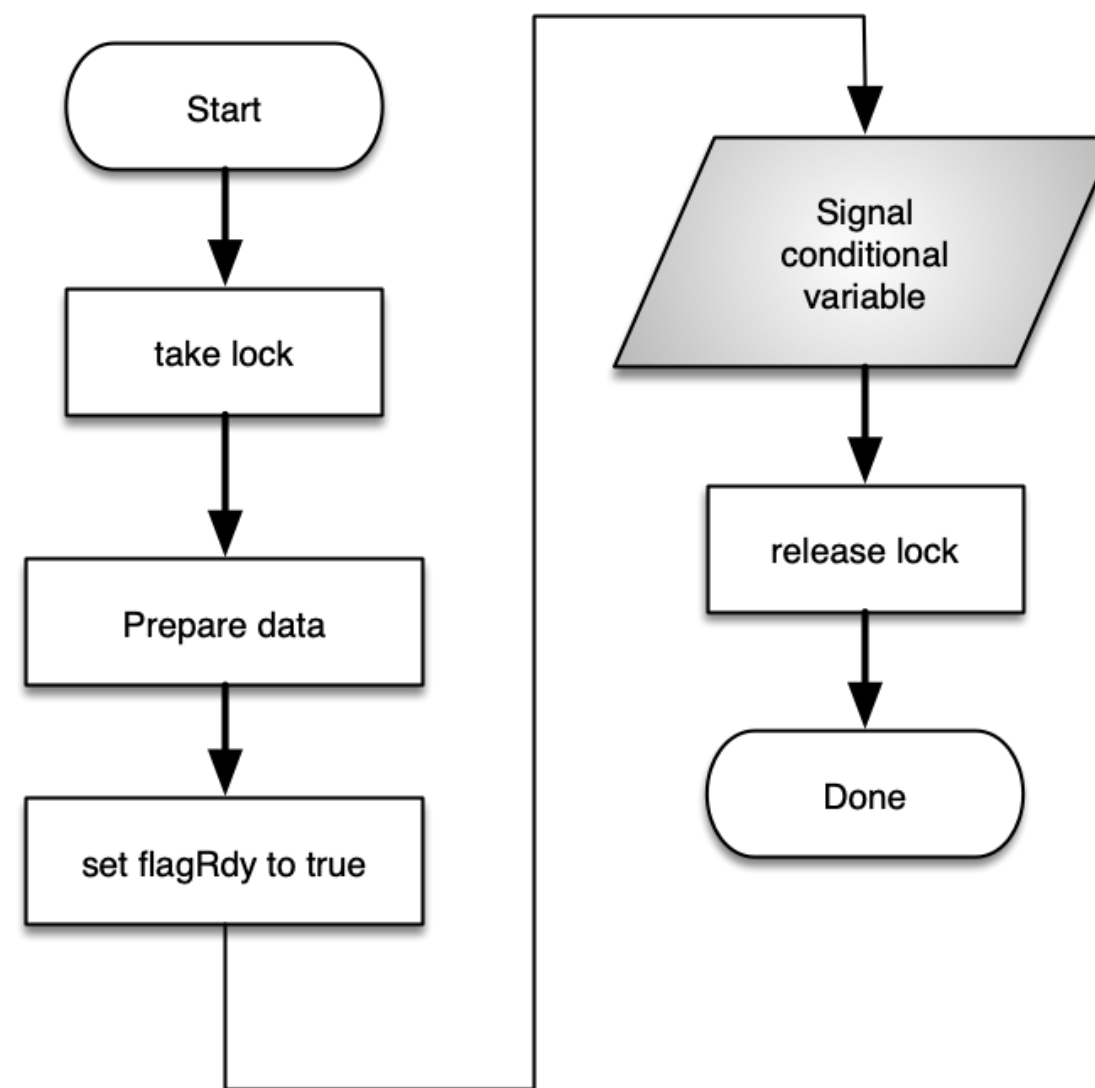 Start
take lock
Prepare data
set flagRdy to true
Signal
conditional
variable
release lock
Done